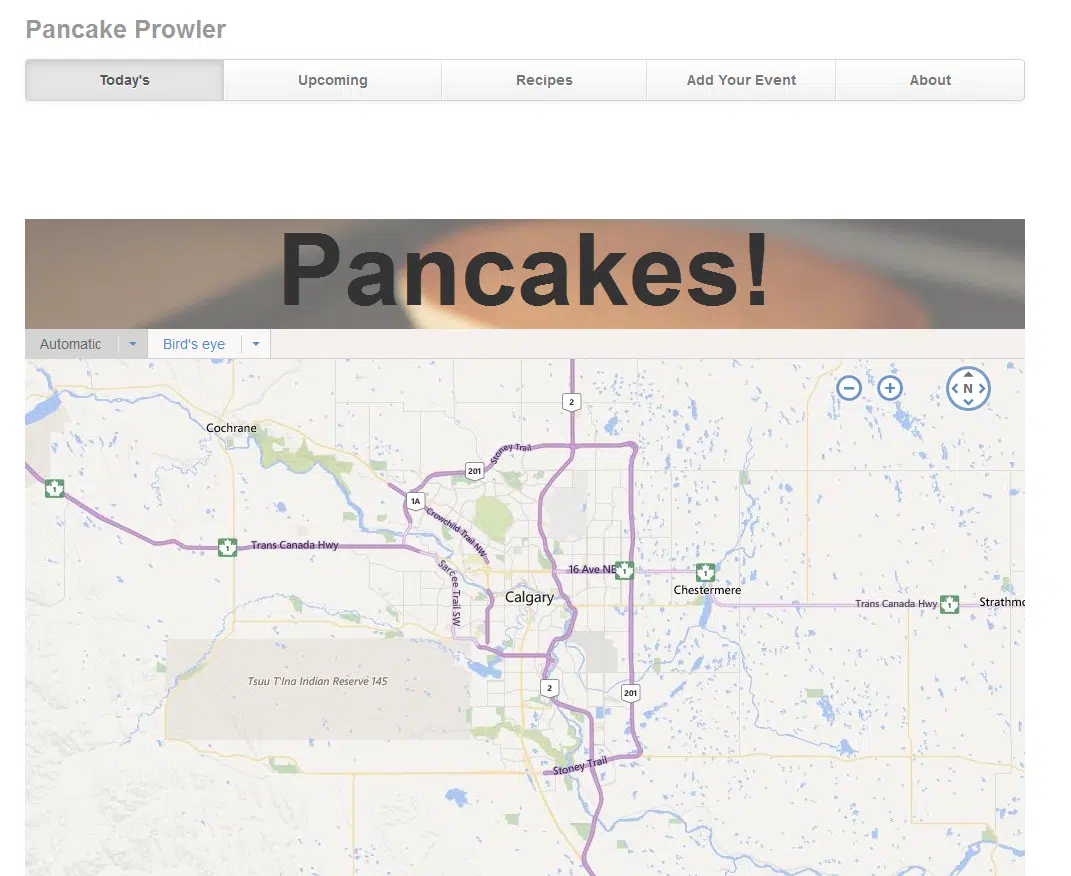 Pancake Prowler
Today's Upcoming Recipes Add Your Event About
Pancakes!
Automatic Bird's eye
N
2
Cochrane
Stoney Trail
201
1A
1
Crowchild Trail NW
1 Trans Canada Hwy
16 Ave NE 1
1
Sarcee Trail SW
Chestermere
Calgary
Trans Canada Hwy 1 Strathmo
Tsuu T'Ina Indian Reserve 145
2
201
Stoney Trail